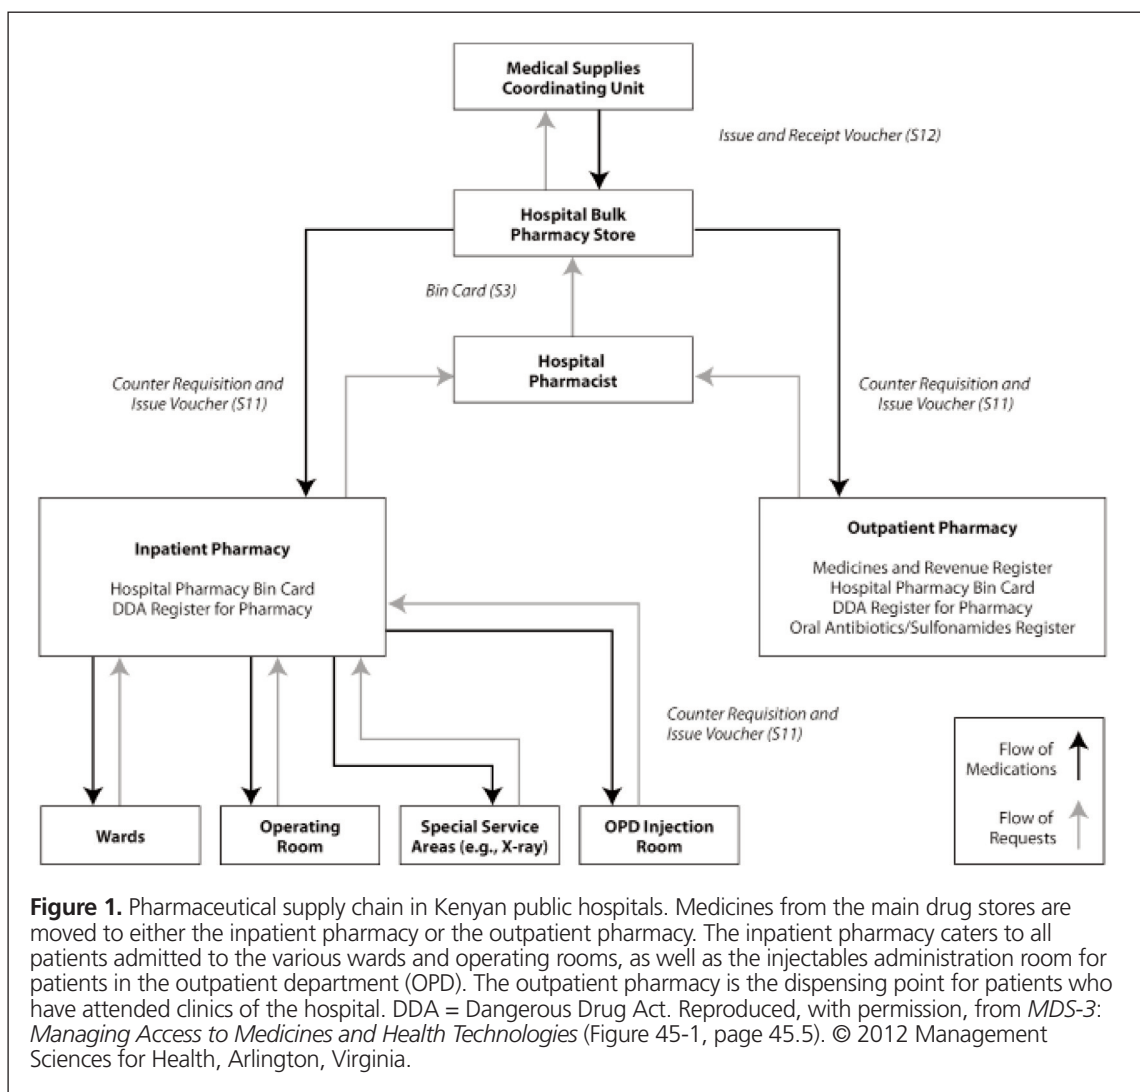 Medical Supplies
Coordinating Unit
Issue and Receipt Voucher (S12)
Hospital Bulk
Pharmacy Store
Bin Card (S3)
Hospital
Pharmacist
Counter Requisition and
Issue Voucher (S11)
Counter Requisition and
Issue Voucher (S11)
Inpatient Pharmacy
Hospital Pharmacy Bin Card
DDA Register for Pharmacy
Outpatient Pharmacy
Medicines and Revenue Register
Hospital Pharmacy Bin Card
DDA Register for Pharmacy
Oral Antibiotics/Sulfonamides Register
Counter Requisition and
Issue Voucher (S11)
Flow of
Medications
Flow of
Requests
Wards
Operating
Room
Special Service
Areas (e.g., X-ray)
OPD Injection
Room
Figure 1. Pharmaceutical supply chain in Kenyan public hospitals. Medicines from the main drug stores are
moved to either the inpatient pharmacy or the outpatient pharmacy. The inpatient pharmacy caters to all
patients admitted to the various wards and operating rooms, as well as the injectables administration room for
patients in the outpatient department (OPD). The outpatient pharmacy is the dispensing point for patients who
have attended clinics of the hospital. DDA = Dangerous Drug Act. Reproduced, with permission, from MDS-3:
Managing Access to Medicines and Health Technologies (Figure 45-1, page 45.5). © 2012 Management
Sciences for Health, Arlington, Virginia.